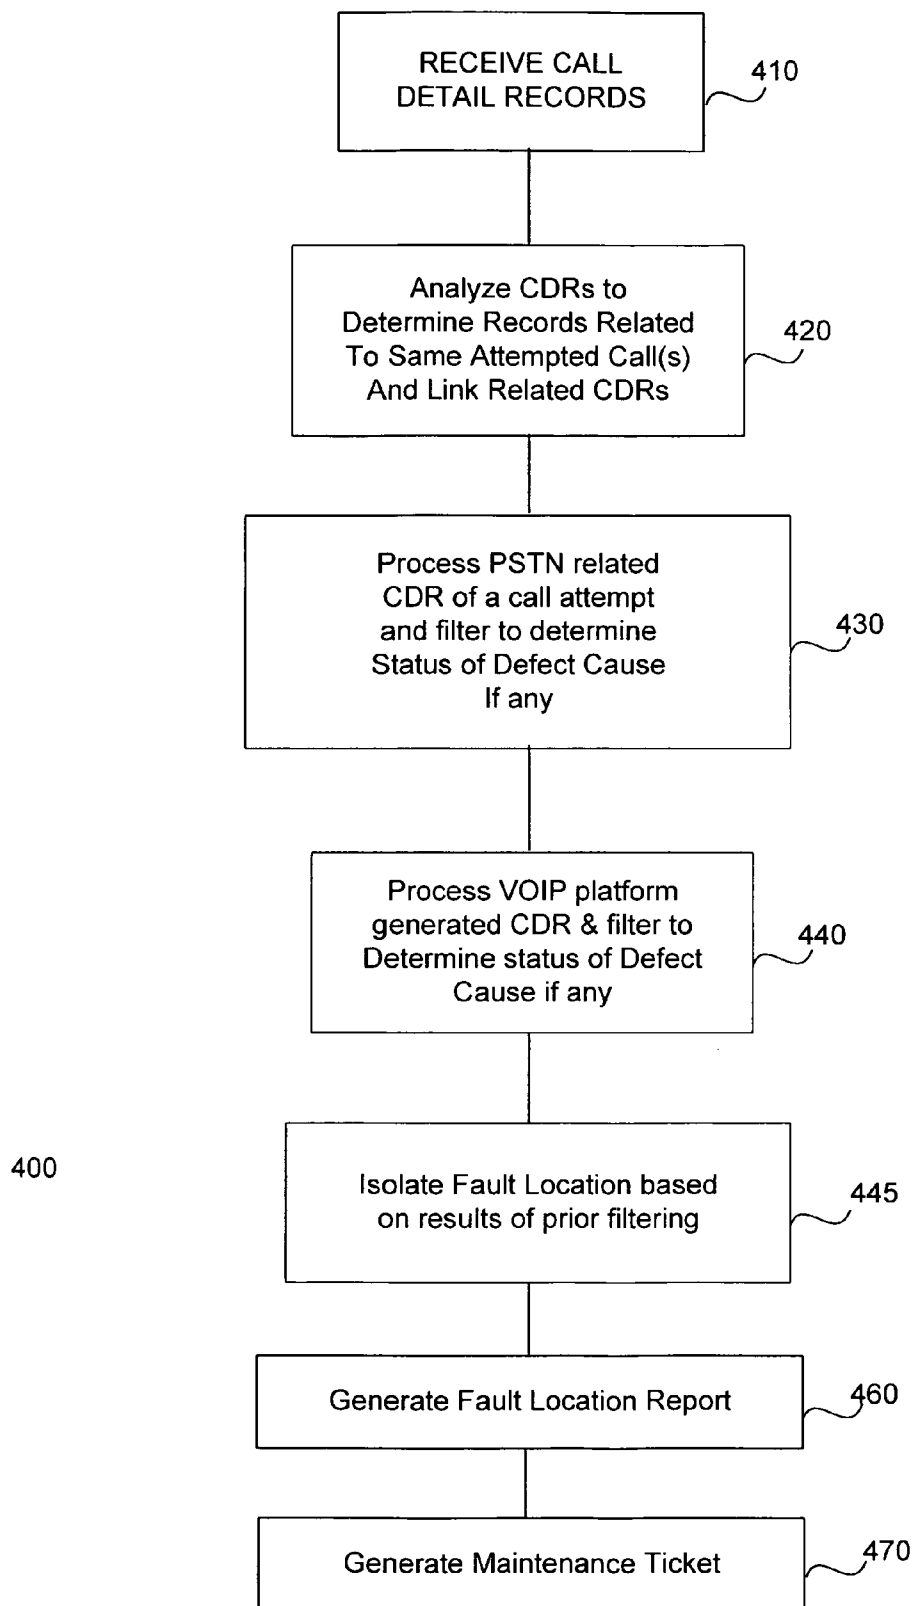 RECEIVE CALL
DETAIL RECORDS
410
Analyze CDRs to
Determine Records Related
To Same Attempted Call(s)
And Link Related CDRs
420
Process PSTN related
CDR of a call attempt
and filter to determine
Status of Defect Cause
If any
430
Process VOIP platform
generated CDR & filter to
Determine status of Defect
Cause if any
440
400
Isolate Fault Location based
on results of prior filtering
445
Generate Fault Location Report
460
Generate Maintenance Ticket
470